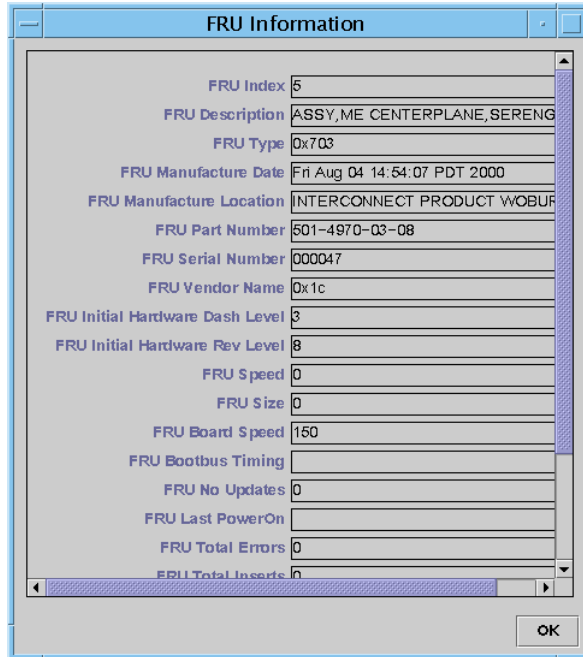 FRU Information
FRU Index 5
FRU Description ASSY,ME CENTERPLANE,SERENG
FRU Type 0x703
FRU Manufacture Date Fri Aug 04 14:54:07 PDT 2000
FRU Manufacture Location INTERCONNECT PRODUCT WOBUR
FRU Part Number 501-4970-03-08
FRU Serial Number 000047
FRU Vendor Name 0x1c
FRU Initial Hardware Dash Level 3
FRU Initial Hardware Rev Level 8
FRU Speed 0
FRU Size 0
FRU Board Speed 150
FRU Bootbus Timing
FRU No Updates 0
FRU Last PowerOn
FRU Total Errors 0
FRU Total Inserts 0
OK